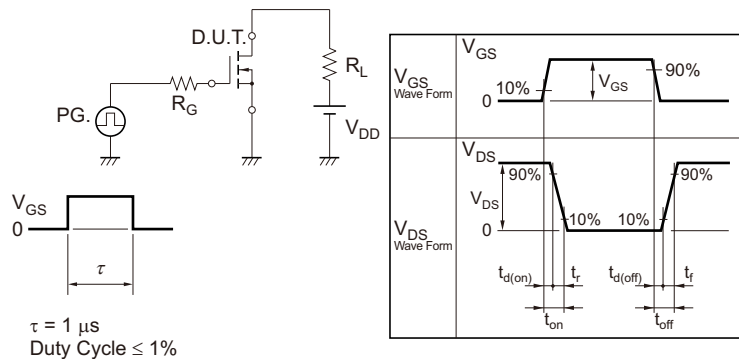 D.U.T.
R_L
R_G
PG.
V_DD
V_GS
0
τ
τ = 1 μs
Duty Cycle ≤ 1%
V_GS
Wave Form
V_GS
10%
90%
V_GS
0
V_DS
Wave Form
V_DS
90%
90%
V_DS
10% 10%
0
t_d(on) t_r t_d(off) t_f
t_on t_off